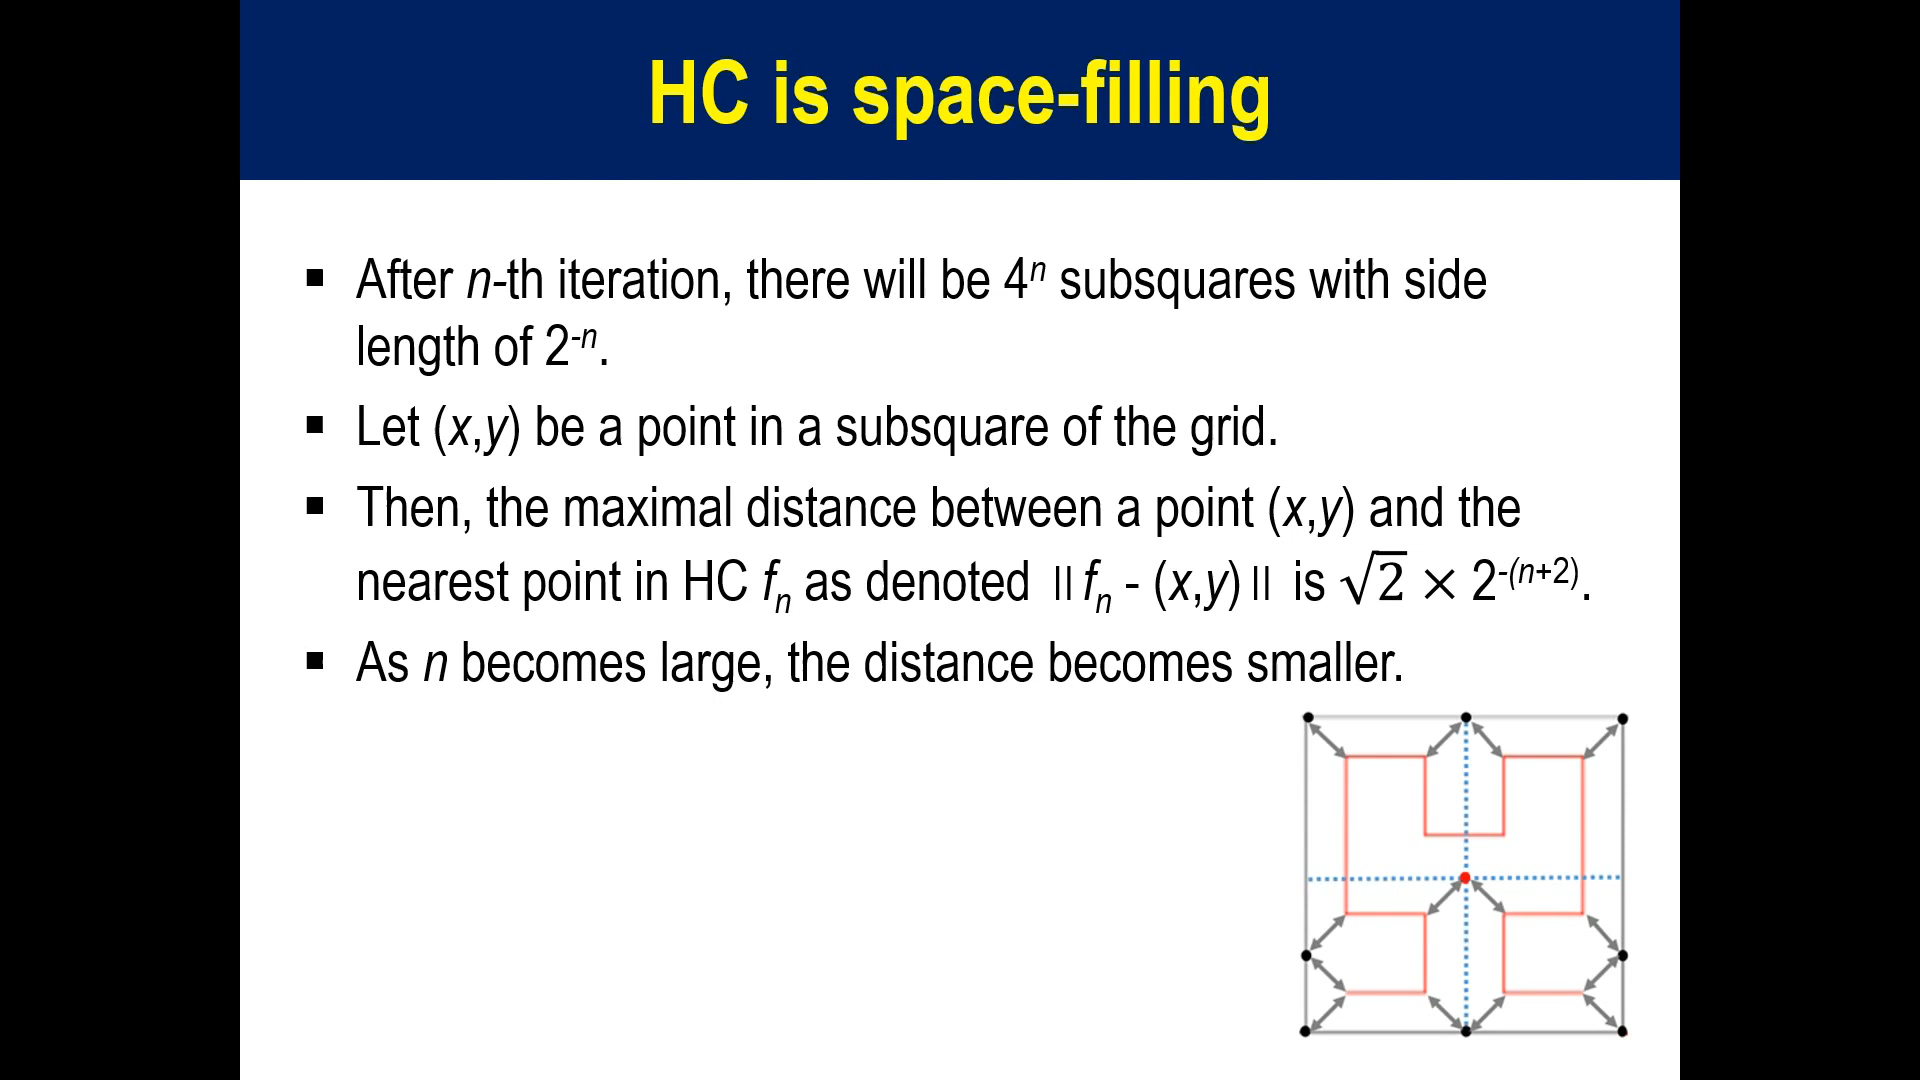 HC is space-filling
▪ After n-th iteration, there will be 4ⁿ subsquares with side
length of 2⁻ⁿ.
▪ Let (x,y) be a point in a subsquare of the grid.
▪ Then, the maximal distance between a point (x,y) and the
nearest point in HC fₙ as denoted ||fₙ - (x,y)|| is √2 × 2⁻⁽ⁿ⁺²⁾.
▪ As n becomes large, the distance becomes smaller.